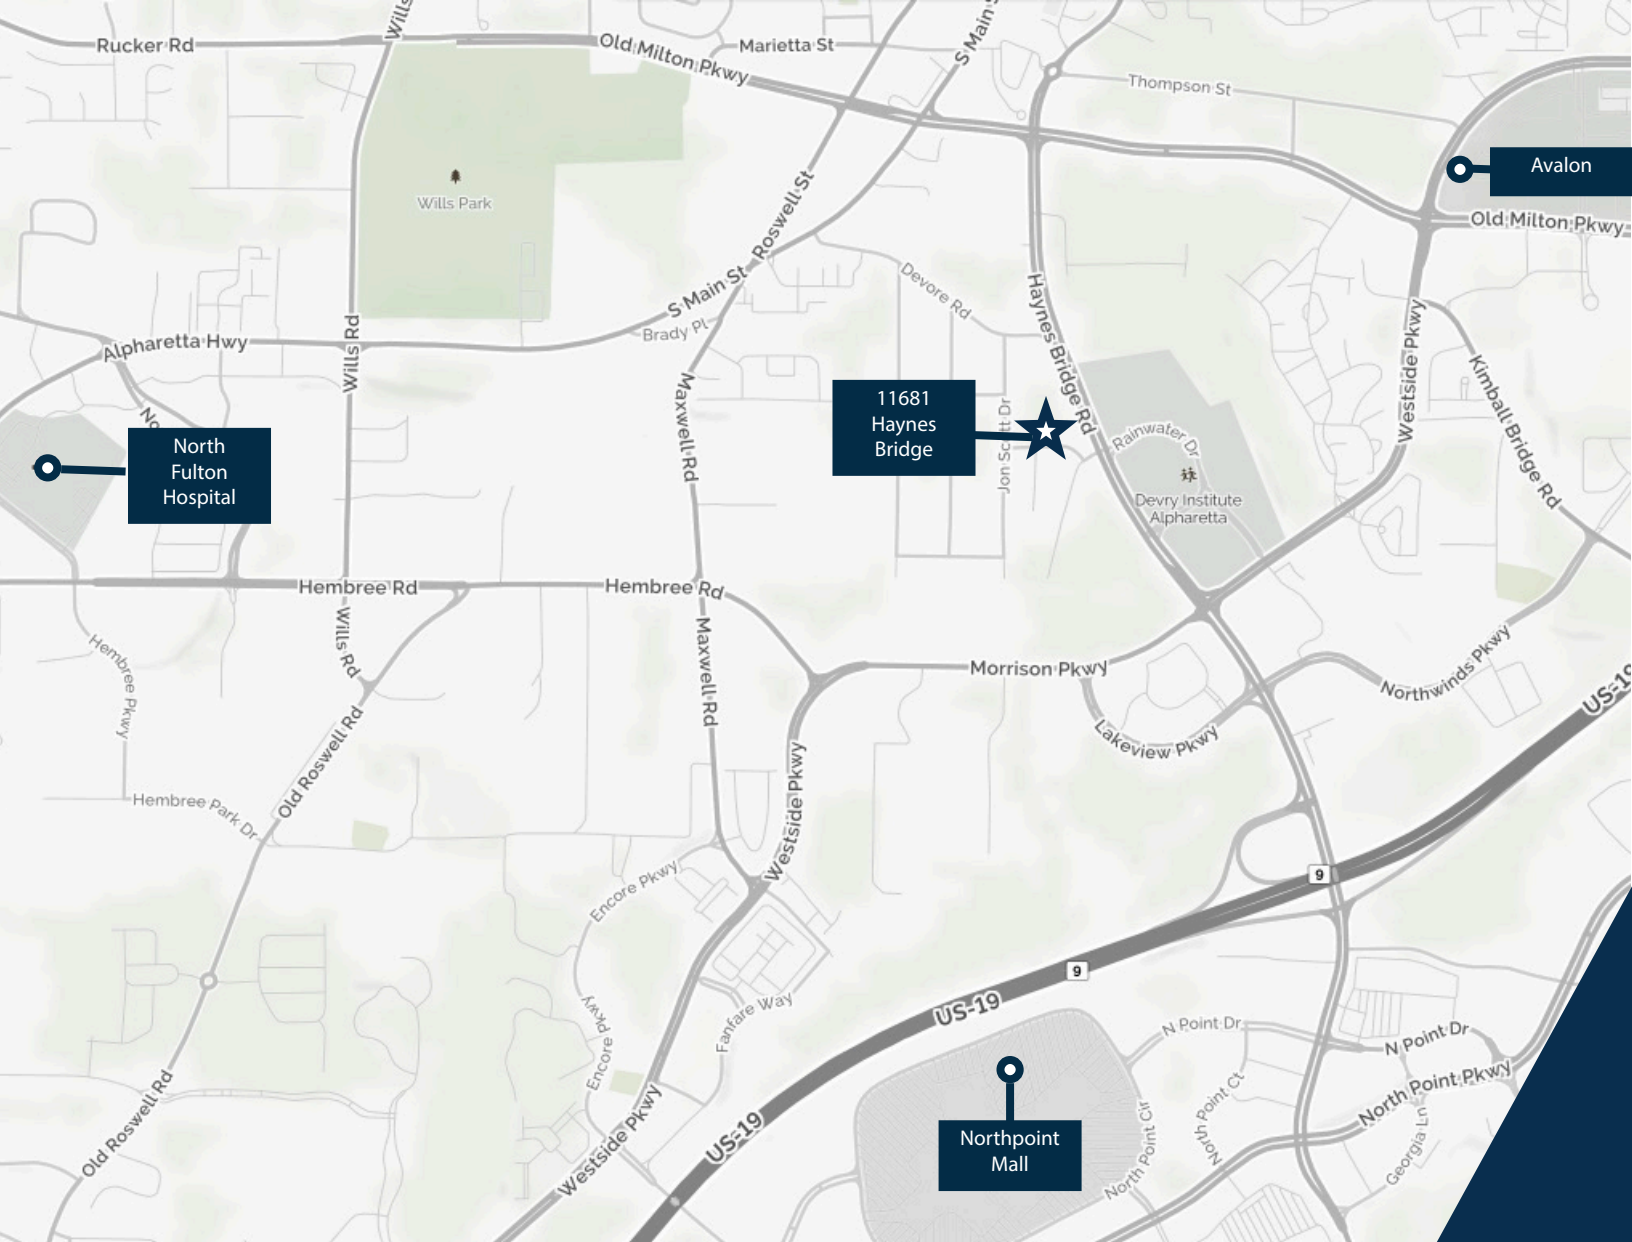 Wills
Rucker Rd
Old Milton Pkwy
Marietta St
S Main S
Thompson St
Avalon
Old Milton Pkwy
Wills Park
Roswell St
S Main St
Brady Pl
Devore Rd
Haynes Bridge Rd
Alpharetta Hwy
Wills Rd
Westside Pkwy
Kimball Bridge Rd
Maxwell Rd
11681
Haynes
Bridge
Jon Scott Dr
Rainwater Dr
Devry Institute
Alpharetta
No
North
Fulton
Hospital
Hembree Rd
Hembree Rd
Wills Rd
Maxwell Rd
Hembree Pkwy
Morrison Pkwy
Northwinds Pkwy
US-19
Lakeview Pkwy
Old Roswell Rd
Westside Pkwy
Hembree Park Dr
Encore Pkwy
9
9
US-19
Encore Pkwy
Fanfare Way
N Point Dr
N Point Dr
North Point Pkwy
North Point Ct
North Point Cir
Georgia Ln
Northpoint
Mall
US-19
Westside Pkwy
Old Roswell Rd